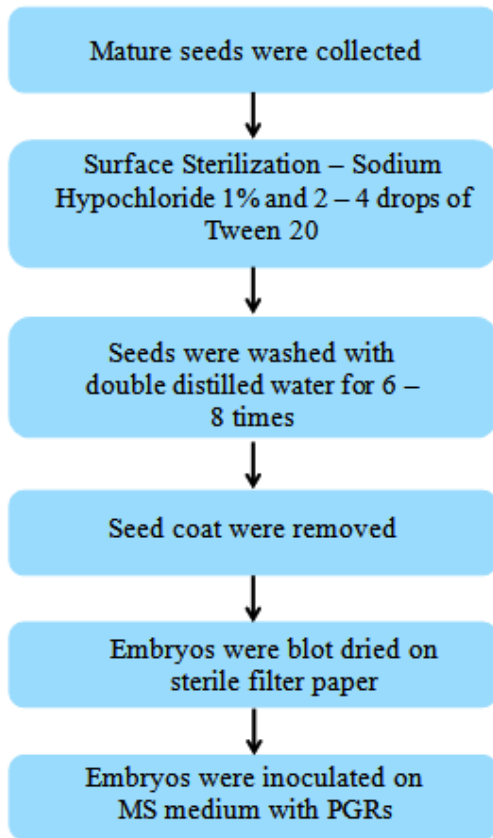 Mature seeds were collected
Surface Sterilization – Sodium
Hypochloride 1% and 2 – 4 drops of
Tween 20
Seeds were washed with
double distilled water for 6 –
8 times
Seed coat were removed
Embryos were blot dried on
sterile filter paper
Embryos were inoculated on
MS medium with PGRs